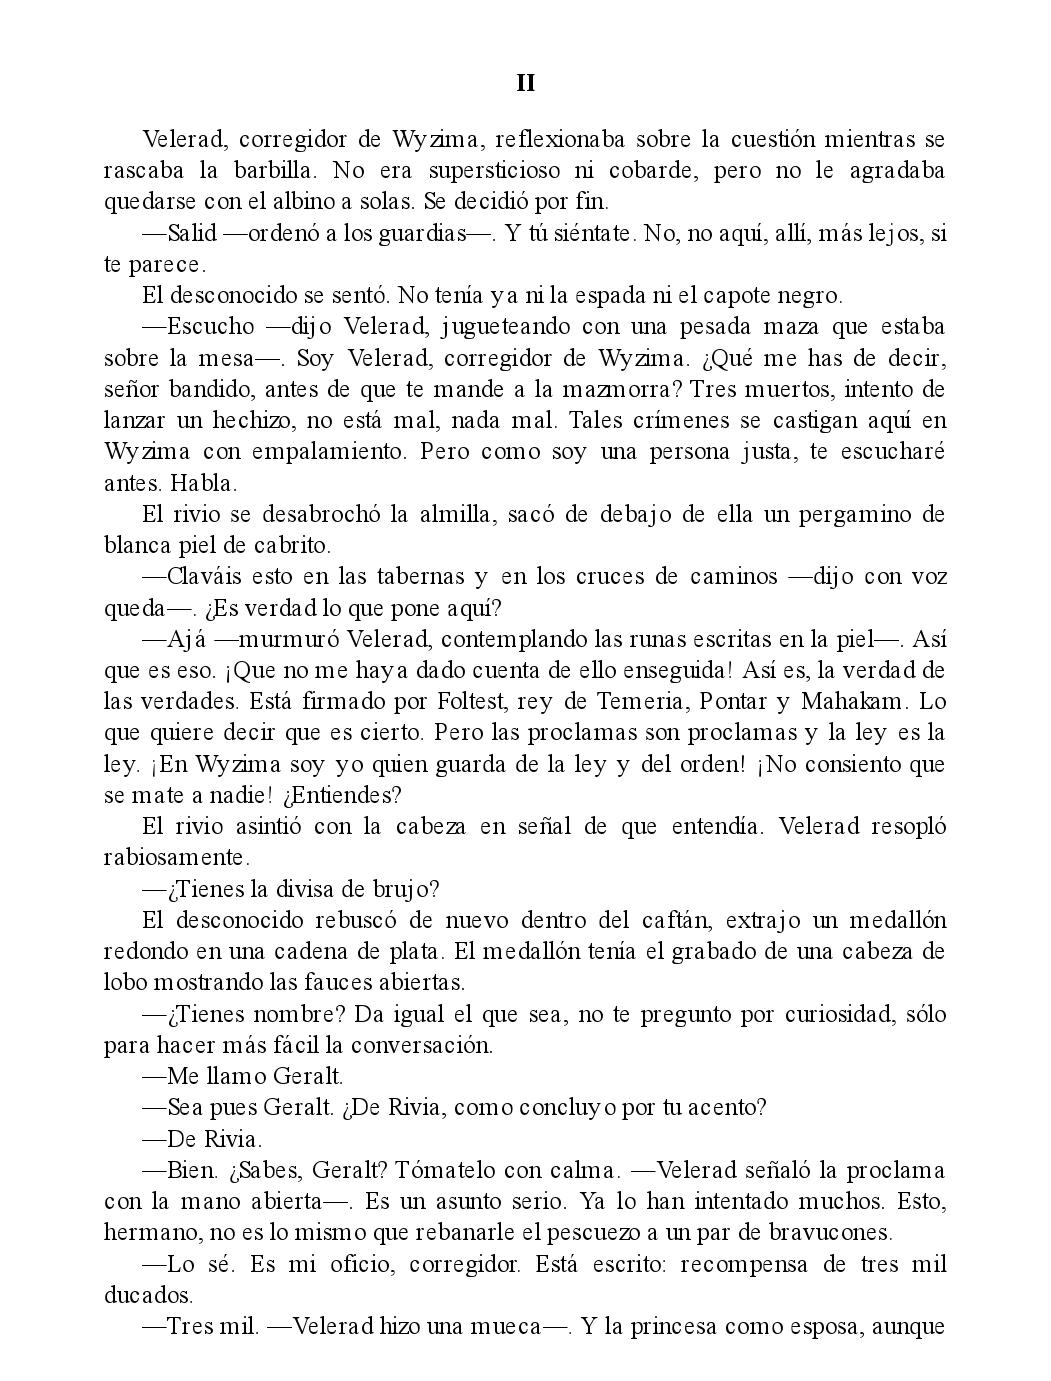 II
Velerad, corregidor de Wyzima, reflexionaba sobre la cuestión mientras se
rascaba la barbilla. No era supersticioso ni cobarde, pero no le agradaba
quedarse con el albino a solas. Se decidió por fin.
—Salid —ordenó a los guardias—. Y tú siéntate. No, no aquí, allí, más lejos, si
te parece.
El desconocido se sentó. No tenía ya ni la espada ni el capote negro.
—Escucho —dijo Velerad, jugueteando con una pesada maza que estaba
sobre la mesa—. Soy Velerad, corregidor de Wyzima. ¿Qué me has de decir,
señor bandido, antes de que te mande a la mazmorra? Tres muertos, intento de
lanzar un hechizo, no está mal, nada mal. Tales crímenes se castigan aquí en
Wyzima con empalamiento. Pero como soy una persona justa, te escucharé
antes. Habla.
El rivio se desabrochó la almilla, sacó de debajo de ella un pergamino de
blanca piel de cabrito.
—Claváis esto en las tabernas y en los cruces de caminos —dijo con voz
queda—. ¿Es verdad lo que pone aquí?
—Ajá —murmuró Velerad, contemplando las runas escritas en la piel—. Así
que es eso. ¡Que no me haya dado cuenta de ello enseguida! Así es, la verdad de
las verdades. Está firmado por Foltest, rey de Temeria, Pontar y Mahakam. Lo
que quiere decir que es cierto. Pero las proclamas son proclamas y la ley es la
ley. ¡En Wyzima soy yo quien guarda de la ley y del orden! ¡No consiento que
se mate a nadie! ¿Entiendes?
El rivio asintió con la cabeza en señal de que entendía. Velerad resopló
rabiosamente.
—¿Tienes la divisa de brujo?
El desconocido rebuscó de nuevo dentro del caftán, extrajo un medallón
redondo en una cadena de plata. El medallón tenía el grabado de una cabeza de
lobo mostrando las fauces abiertas.
—¿Tienes nombre? Da igual el que sea, no te pregunto por curiosidad, sólo
para hacer más fácil la conversación.
—Me llamo Geralt.
—Sea pues Geralt. ¿De Rivia, como concluyo por tu acento?
—De Rivia.
—Bien. ¿Sabes, Geralt? Tómatelo con calma. —Velerad señaló la proclama
con la mano abierta—. Es un asunto serio. Ya lo han intentado muchos. Esto,
hermano, no es lo mismo que rebanarle el pescuezo a un par de bravucones.
—Lo sé. Es mi oficio, corregidor. Está escrito: recompensa de tres mil
ducados.
—Tres mil. —Velerad hizo una mueca—. Y la princesa como esposa, aunque